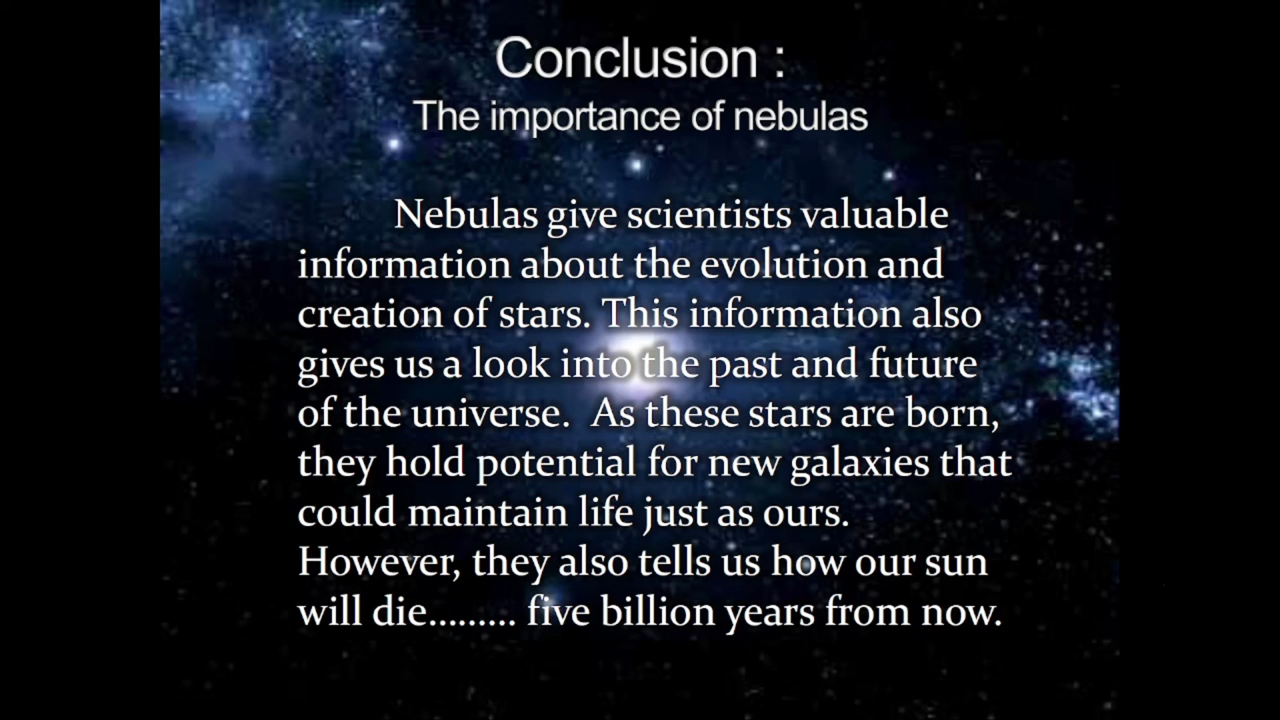 Conclusion :
The importance of nebulas
Nebulas give scientists valuable
information about the evolution and
creation of stars. This information also
gives us a look into the past and future
of the universe.  As these stars are born,
they hold potential for new galaxies that
could maintain life just as ours.
However, they also tells us how our sun
will die......... five billion years from now.